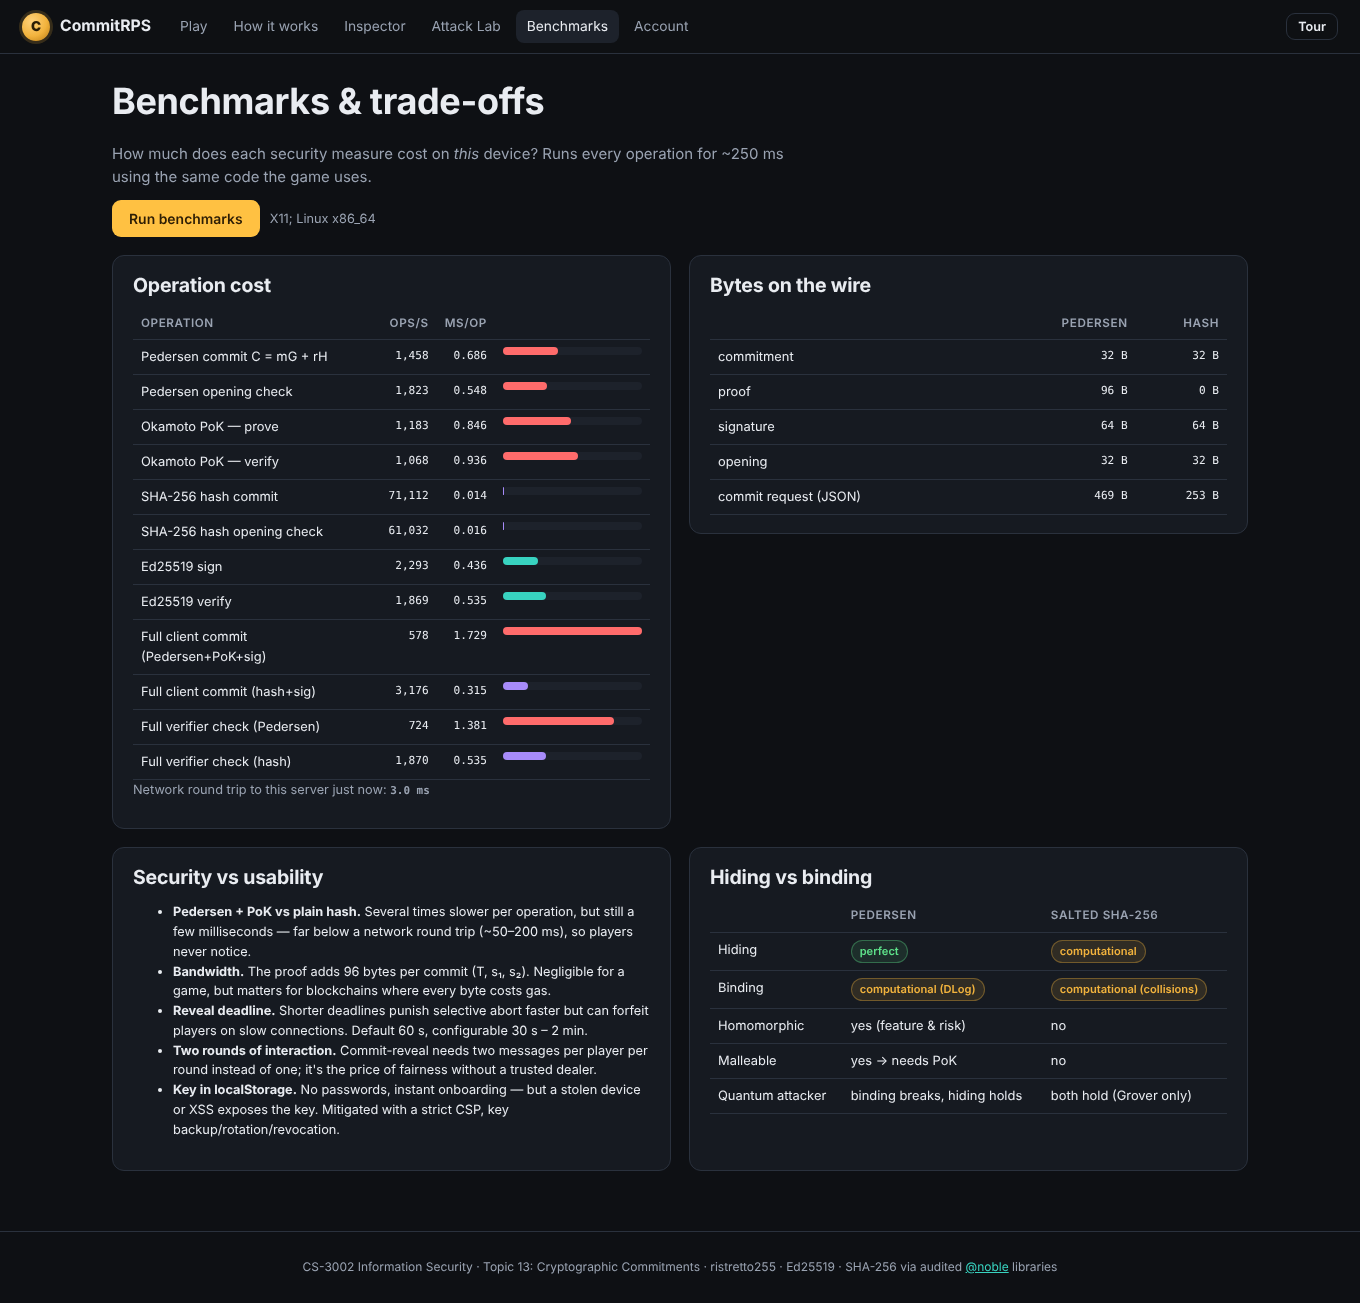 C CommitRPS Play How it works Inspector Attack Lab Benchmarks Account Tour
Benchmarks & trade-offs
How much does each security measure cost on this device? Runs every operation for ~250 ms
using the same code the game uses.
Run benchmarks X11; Linux x86_64
Operation cost
OPERATION OPS/S MS/OP
Pedersen commit C = mG + rH 1,458 0.686
Pedersen opening check 1,823 0.548
Okamoto PoK — prove 1,183 0.846
Okamoto PoK — verify 1,068 0.936
SHA-256 hash commit 71,112 0.014
SHA-256 hash opening check 61,032 0.016
Ed25519 sign 2,293 0.436
Ed25519 verify 1,869 0.535
Full client commit 578 1.729
(Pedersen+PoK+sig)
Full client commit (hash+sig) 3,176 0.315
Full verifier check (Pedersen) 724 1.381
Full verifier check (hash) 1,870 0.535
Network round trip to this server just now: 3.0 ms
Bytes on the wire
PEDERSEN HASH
commitment 32 B 32 B
proof 96 B 0 B
signature 64 B 64 B
opening 32 B 32 B
commit request (JSON) 469 B 253 B
Security vs usability
• Pedersen + PoK vs plain hash. Several times slower per operation, but still a
few milliseconds — far below a network round trip (~50–200 ms), so players
never notice.
• Bandwidth. The proof adds 96 bytes per commit (T, s₁, s₂). Negligible for a
game, but matters for blockchains where every byte costs gas.
• Reveal deadline. Shorter deadlines punish selective abort faster but can forfeit
players on slow connections. Default 60 s, configurable 30 s – 2 min.
• Two rounds of interaction. Commit-reveal needs two messages per player per
round instead of one; it's the price of fairness without a trusted dealer.
• Key in localStorage. No passwords, instant onboarding — but a stolen device
or XSS exposes the key. Mitigated with a strict CSP, key
backup/rotation/revocation.
Hiding vs binding
PEDERSEN SALTED SHA-256
Hiding perfect computational
Binding computational (DLog) computational (collisions)
Homomorphic yes (feature & risk) no
Malleable yes → needs PoK no
Quantum attacker binding breaks, hiding holds both hold (Grover only)
CS-3002 Information Security · Topic 13: Cryptographic Commitments · ristretto255 · Ed25519 · SHA-256 via audited @noble libraries